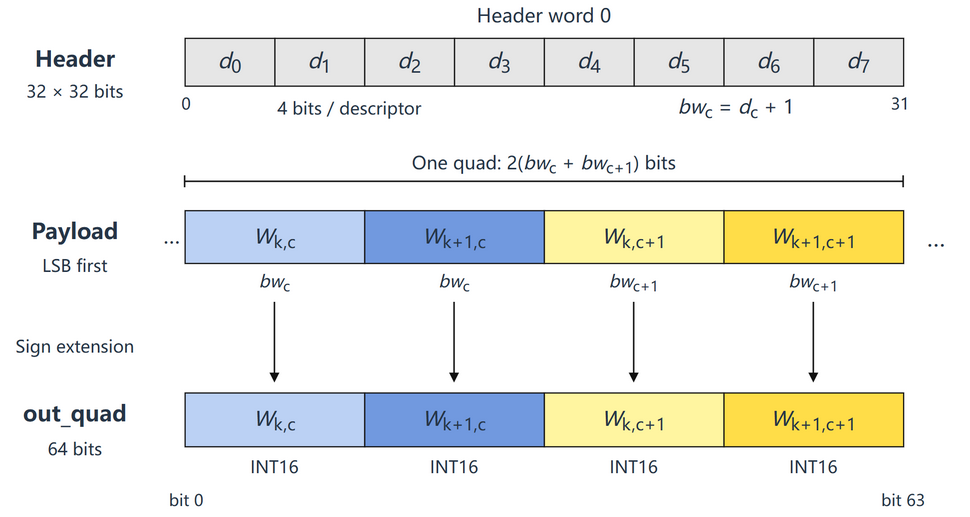 Header word 0
Header
32 × 32 bits
d0 d1 d2 d3 d4 d5 d6 d7
0 4 bits / descriptor bwc = dc + 1 31
One quad: 2(bwc + bwc+1) bits
Payload
LSB first
... Wk,c Wk+1,c Wk,c+1 Wk+1,c+1 ...
bwc bwc bwc+1 bwc+1
Sign extension
out_quad
64 bits
Wk,c Wk+1,c Wk,c+1 Wk+1,c+1
INT16 INT16 INT16 INT16
bit 0 bit 63